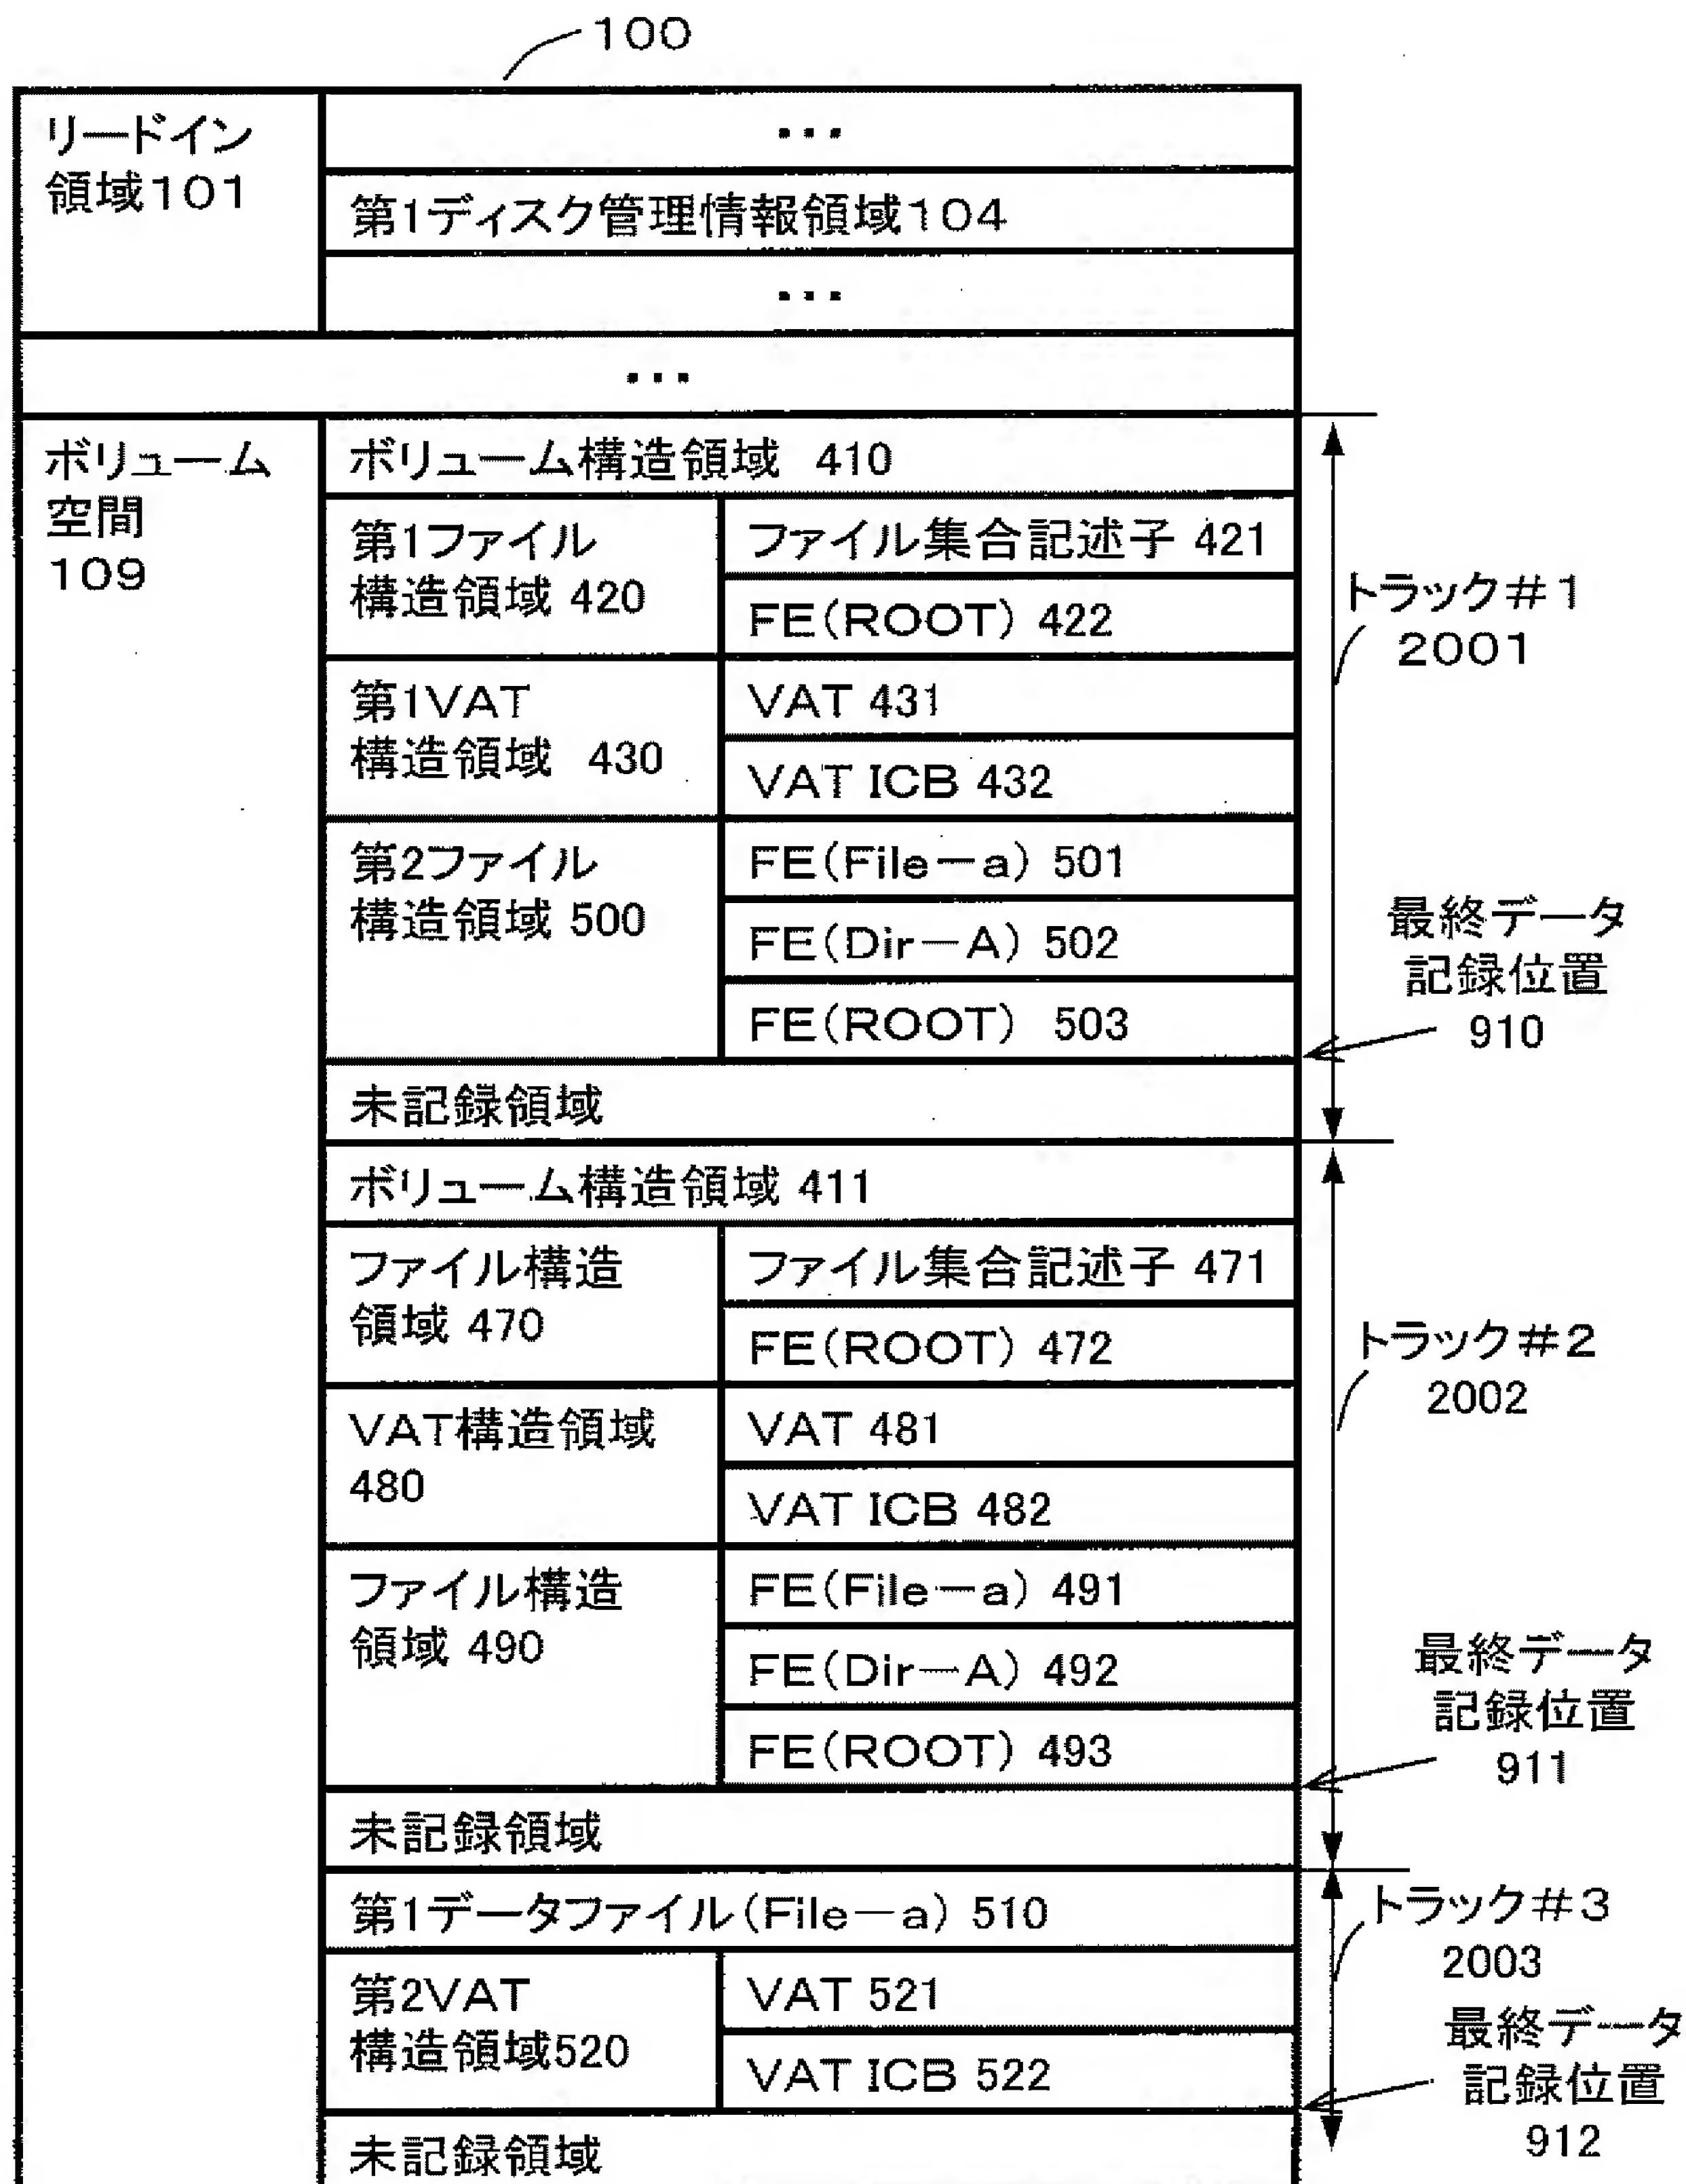 100
リードイン
領域101
...
第1ディスク管理情報領域104
...
...
ボリューム
空間
109
ボリューム構造領域 410
第1ファイル
構造領域 420
ファイル集合記述子 421
FE(ROOT) 422
第1VAT
構造領域 430
VAT 431
VAT ICB 432
第2ファイル
構造領域 500
FE(File-a) 501
FE(Dir-A) 502
FE(ROOT) 503
未記録領域
トラック#1
2001
最終データ
記録位置
910
ボリューム構造領域 411
ファイル構造
領域 470
ファイル集合記述子 471
FE(ROOT) 472
VAT構造領域
480
VAT 481
VAT ICB 482
ファイル構造
領域 490
FE(File-a) 491
FE(Dir-A) 492
FE(ROOT) 493
未記録領域
トラック#2
2002
最終データ
記録位置
911
第1データファイル(File-a) 510
第2VAT
構造領域520
VAT 521
VAT ICB 522
未記録領域
トラック#3
2003
最終データ
記録位置
912